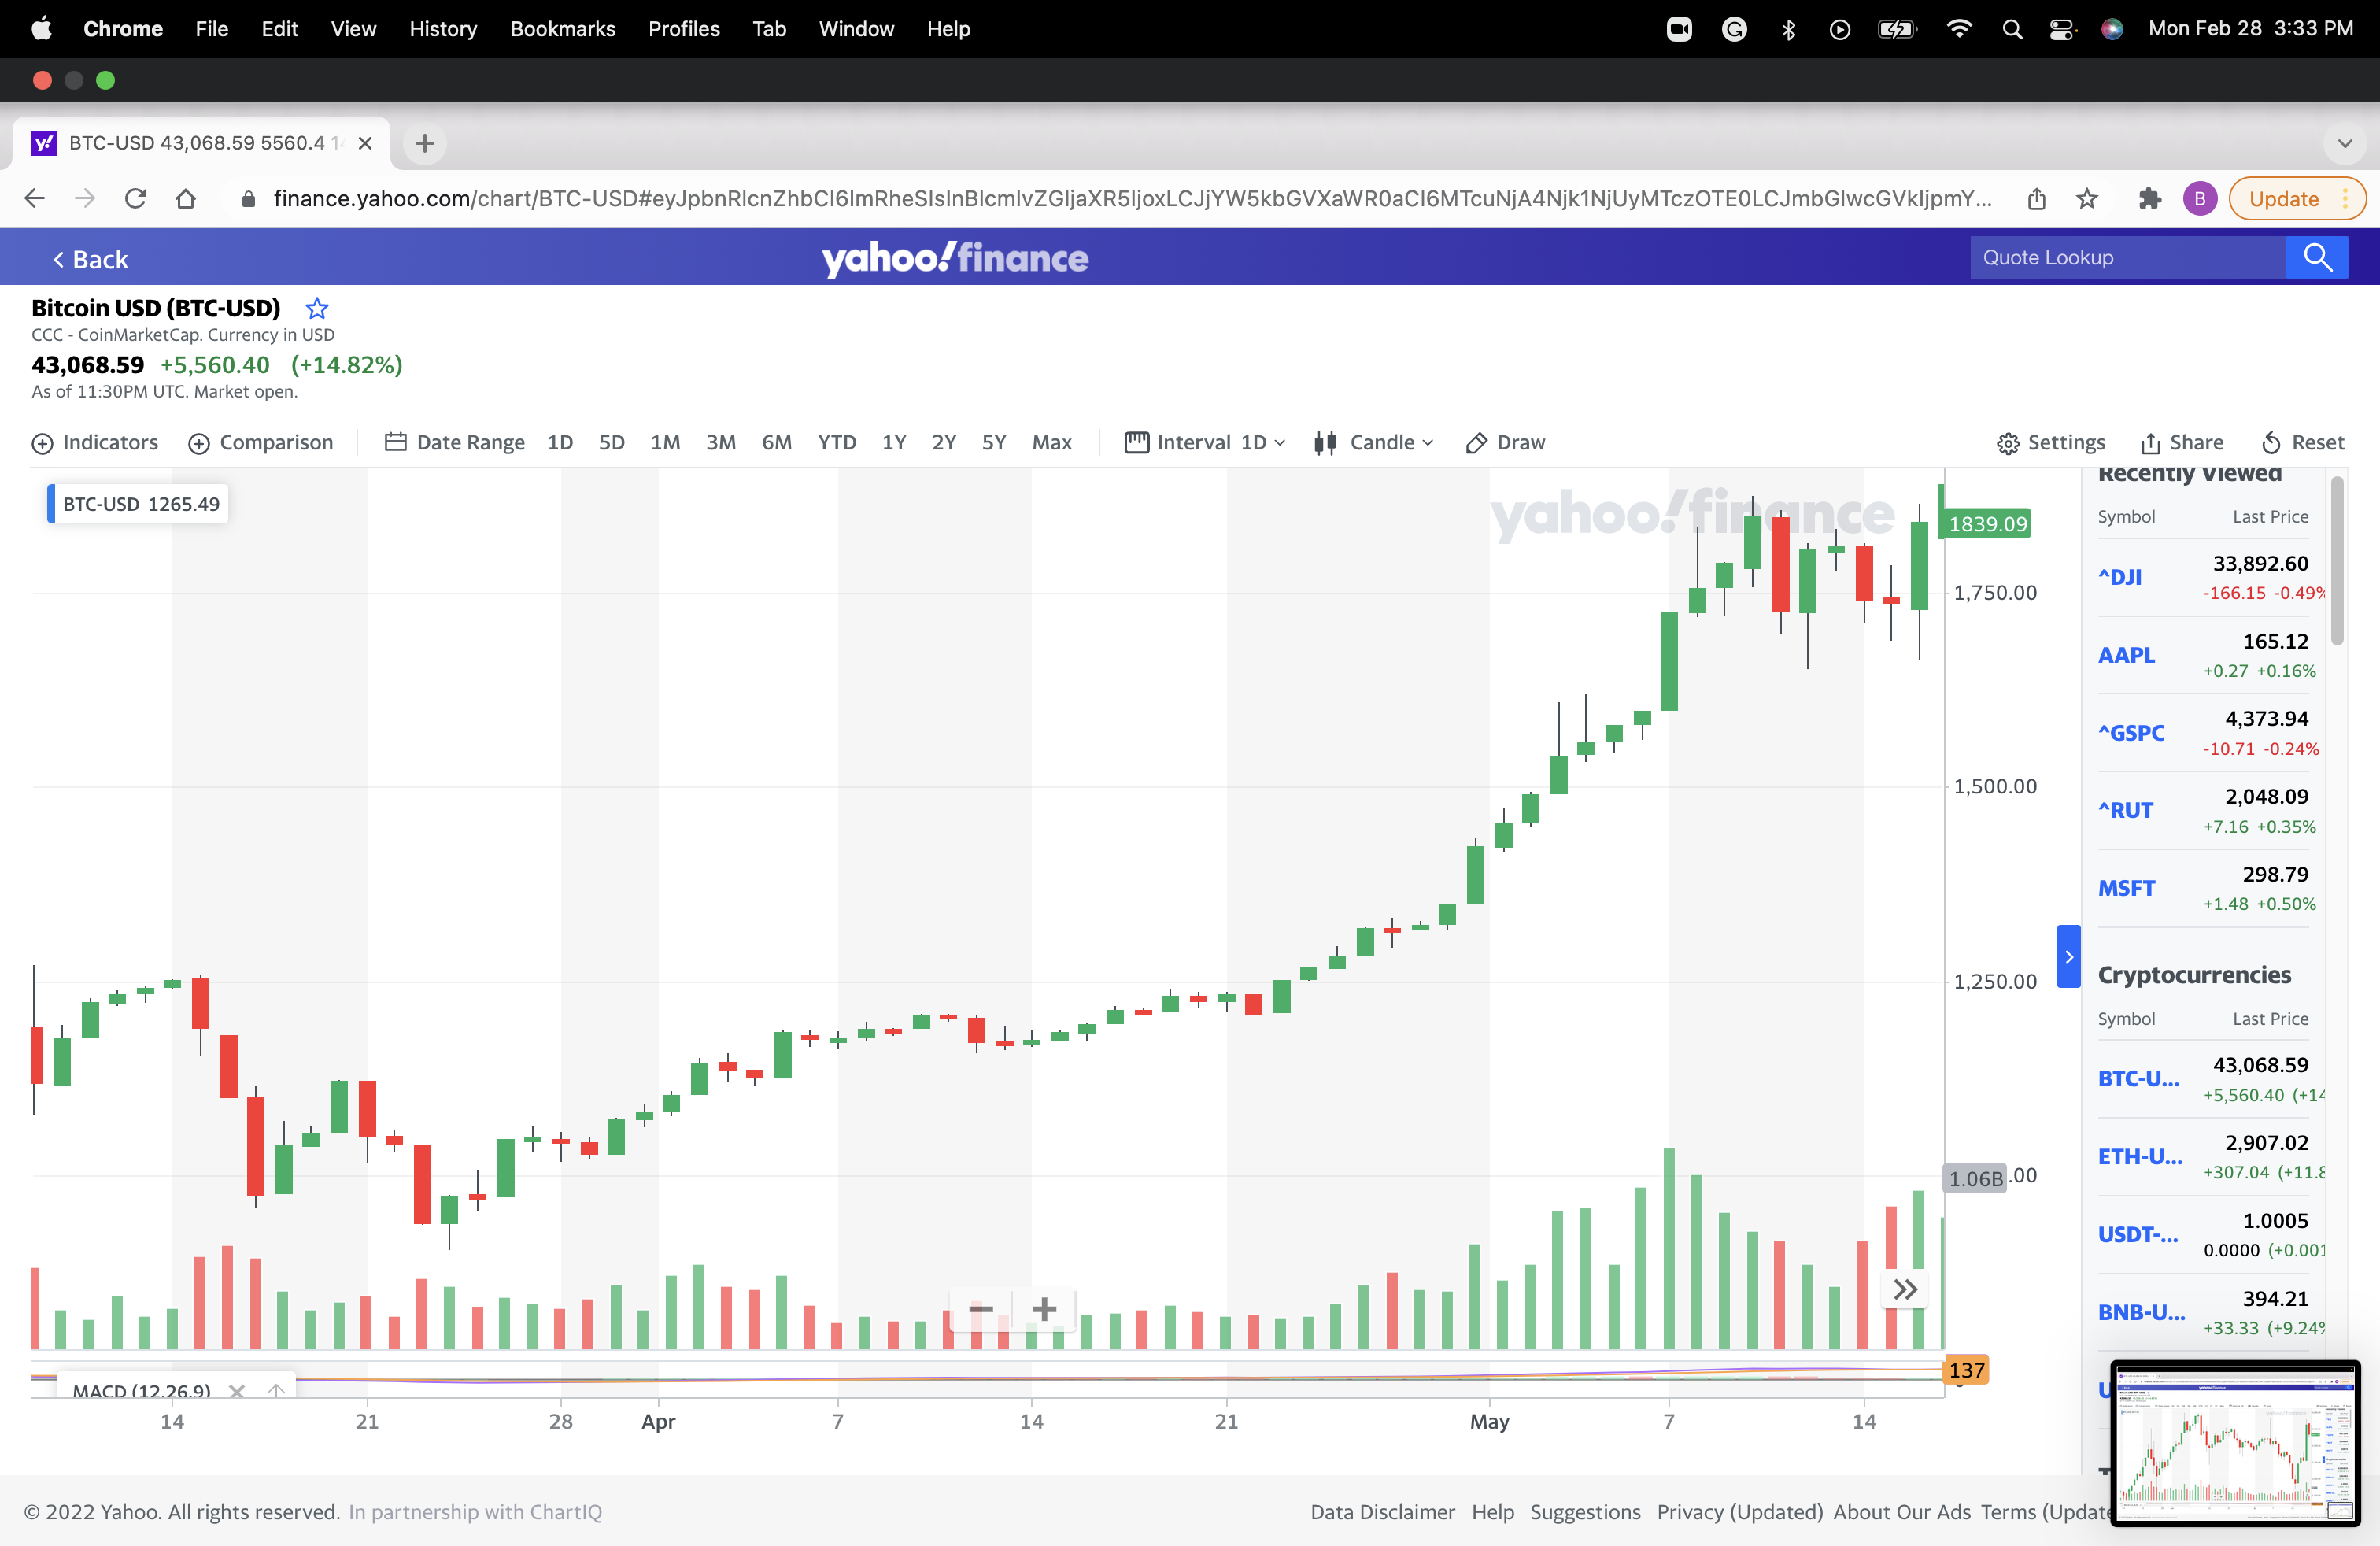 Chrome File Edit View History Bookmarks Profiles Tab Window Help Mon Feb 28 3:33 PM
y! BTC-USD 43,068.59 5560.4
finance.yahoo.com/chart/BTC-USD#eyJpbnRlcnZhbCI6ImRheSIsInBlcmlvZGljaXR5IjoxLCJjYW5kbGVXaWR0aCI6MTcuNjA4Njk1NjUyMTczOTE0LCJmbGlwcGVkIjpmY... B Update
Back yahoo!finance Quote Lookup
Bitcoin USD (BTC-USD)
CCC - CoinMarketCap. Currency in USD
43,068.59 +5,560.40 (+14.82%)
As of 11:30PM UTC. Market open.
Indicators Comparison Date Range 1D 5D 1M 3M 6M YTD 1Y 2Y 5Y Max Interval 1D Candle Draw Settings Share Reset
BTC-USD 1265.49
yahoo!finance
1839.09
1,750.00
1,500.00
1,250.00
1.06B .00
MACD (12,26,9)
137
14 21 28 Apr 7 14 21 May 7 14
Recently Viewed
Symbol Last Price
^DJI 33,892.60
-166.15 -0.49%
AAPL 165.12
+0.27 +0.16%
^GSPC 4,373.94
-10.71 -0.24%
^RUT 2,048.09
+7.16 +0.35%
MSFT 298.79
+1.48 +0.50%
Cryptocurrencies
Symbol Last Price
BTC-U... 43,068.59
+5,560.40 (+14
ETH-U... 2,907.02
+307.04 (+11.8
USDT-... 1.0005
0.0000 (+0.001
BNB-U... 394.21
+33.33 (+9.24%
© 2022 Yahoo. All rights reserved. In partnership with ChartIQ
Data Disclaimer Help Suggestions Privacy (Updated) About Our Ads Terms (Update